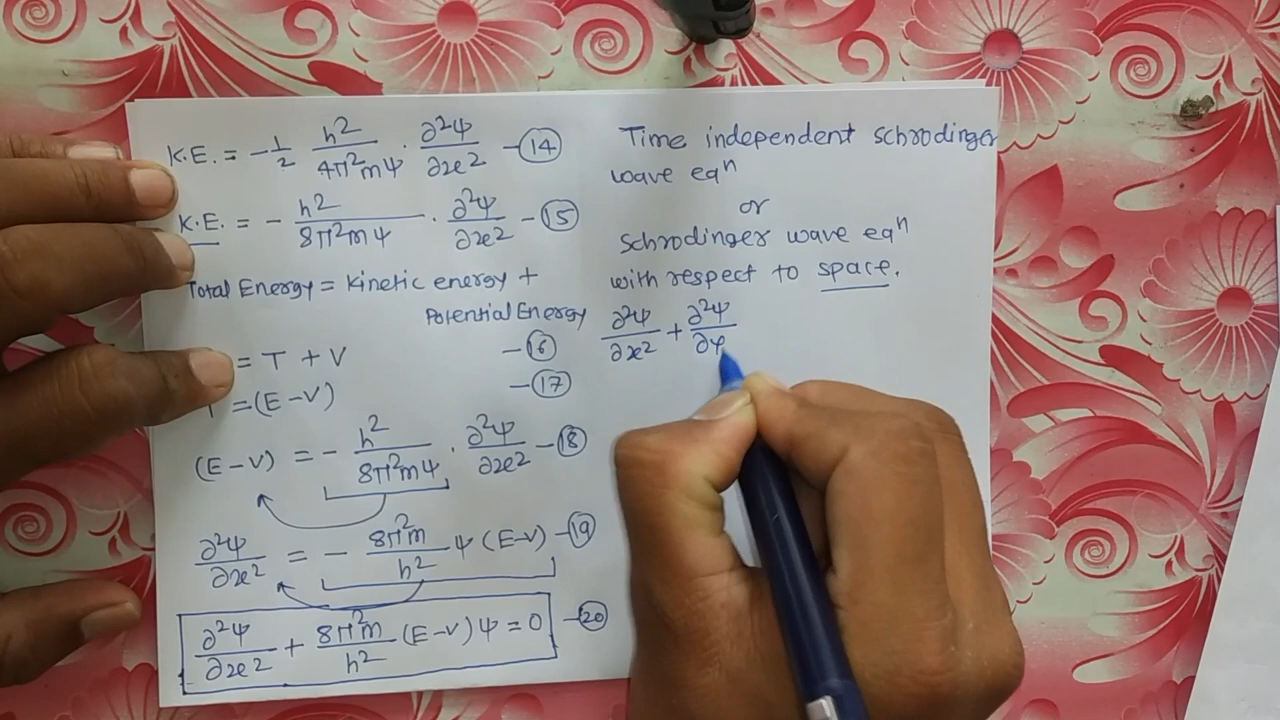 K.E. = -1/2 h²/4π²mψ · ∂²ψ/∂x² -(14)
K.E. = - h²/8π²mψ · ∂²ψ/∂x² -(15)
Total Energy = Kinetic energy +
Potential Energy
= T + V -(16)
= (E-V) -(17)
(E-V) = - h²/8π²mψ · ∂²ψ/∂x² -(18)
∂²ψ/∂x² = - 8π²m/h² ψ (E-V) -(19)
∂²ψ/∂x² + 8π²m/h² (E-V) ψ = 0 -(20)
Time independent schrodinger
wave eqⁿ
or
schrodinger wave eqⁿ
with respect to space.
∂²ψ/∂x² + ∂²ψ/∂